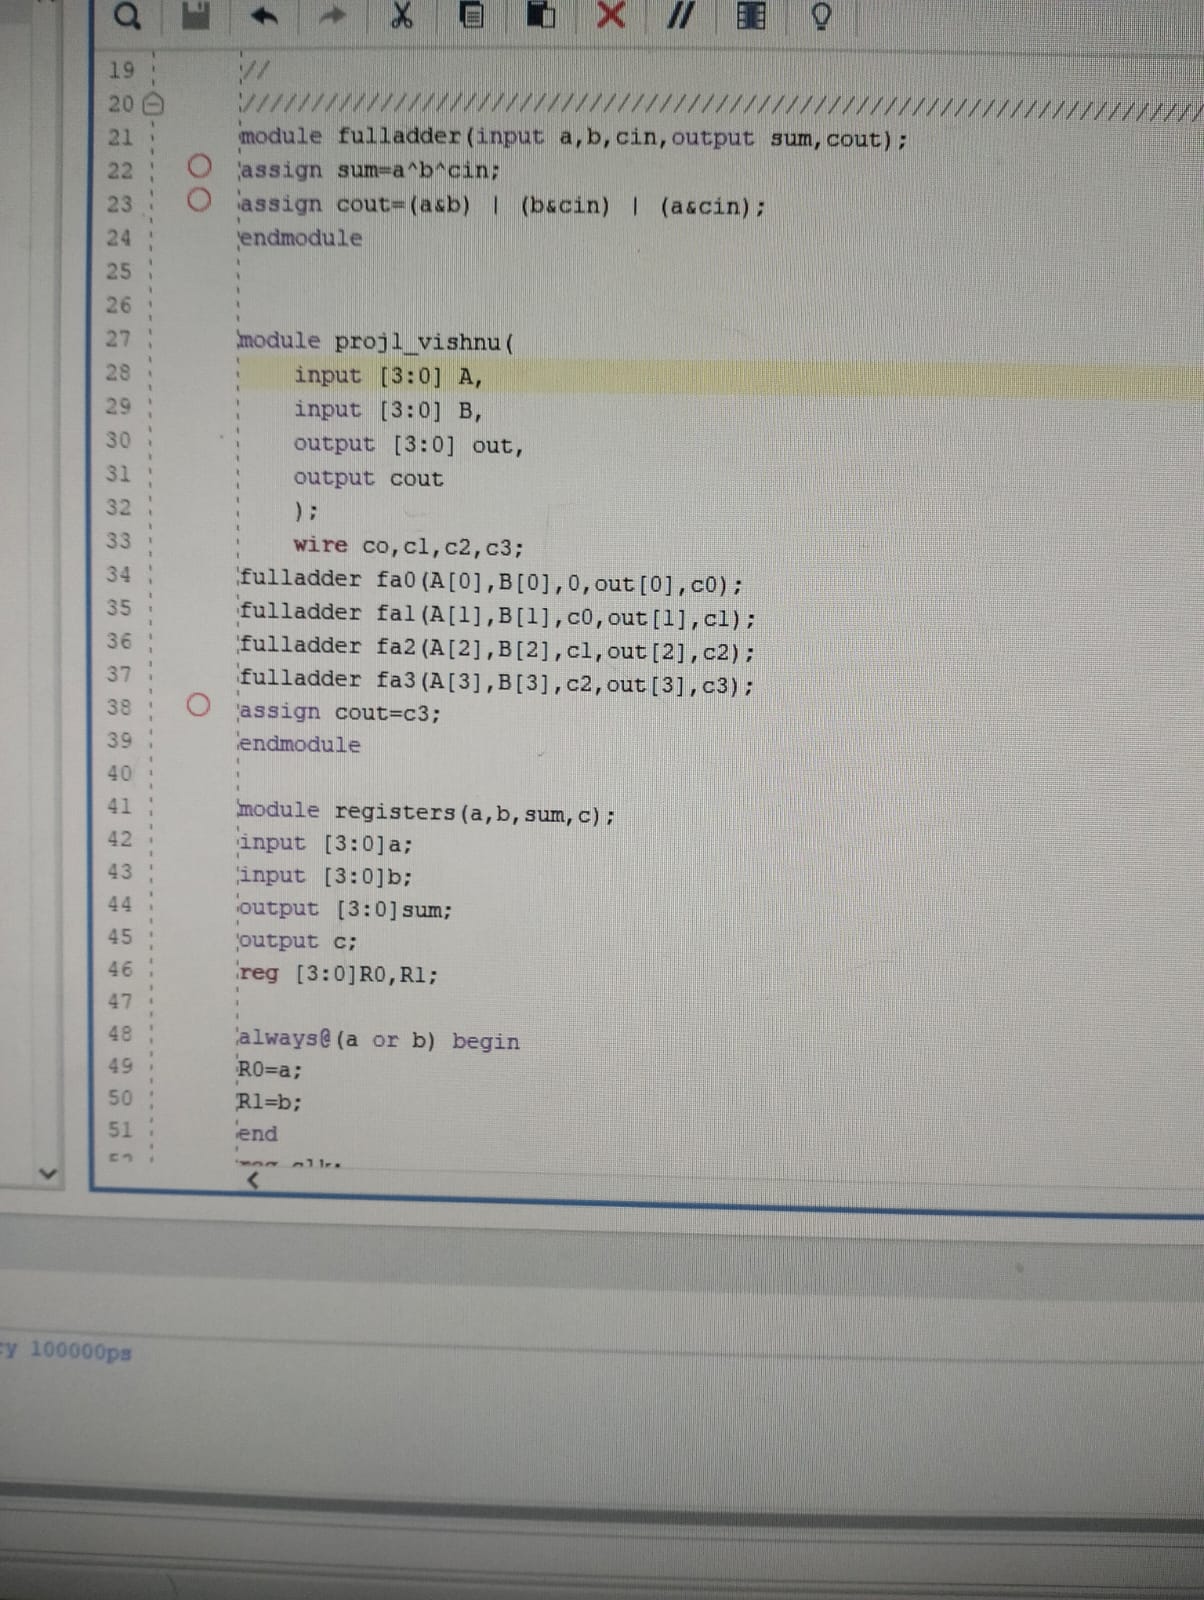 19 //
20 ////////////////////////////////////////////////////////////////////////////////
21 module fulladder(input a,b,cin,output sum,cout);
22 assign sum=a^b^cin;
23 assign cout=(a&b) | (b&cin) | (a&cin);
24 endmodule
25
26
27 module proj1_vishnu(
28 input [3:0] A,
29 input [3:0] B,
30 output [3:0] out,
31 output cout
32 );
33 wire co,c1,c2,c3;
34 fulladder fa0(A[0],B[0],0,out[0],c0);
35 fulladder fa1(A[1],B[1],c0,out[1],c1);
36 fulladder fa2(A[2],B[2],c1,out[2],c2);
37 fulladder fa3(A[3],B[3],c2,out[3],c3);
38 assign cout=c3;
39 endmodule
40
41 module registers(a,b,sum,c);
42 input [3:0]a;
43 input [3:0]b;
44 output [3:0]sum;
45 output c;
46 reg [3:0]R0,R1;
47
48 always@(a or b) begin
49 R0=a;
50 R1=b;
51 end
100000ps